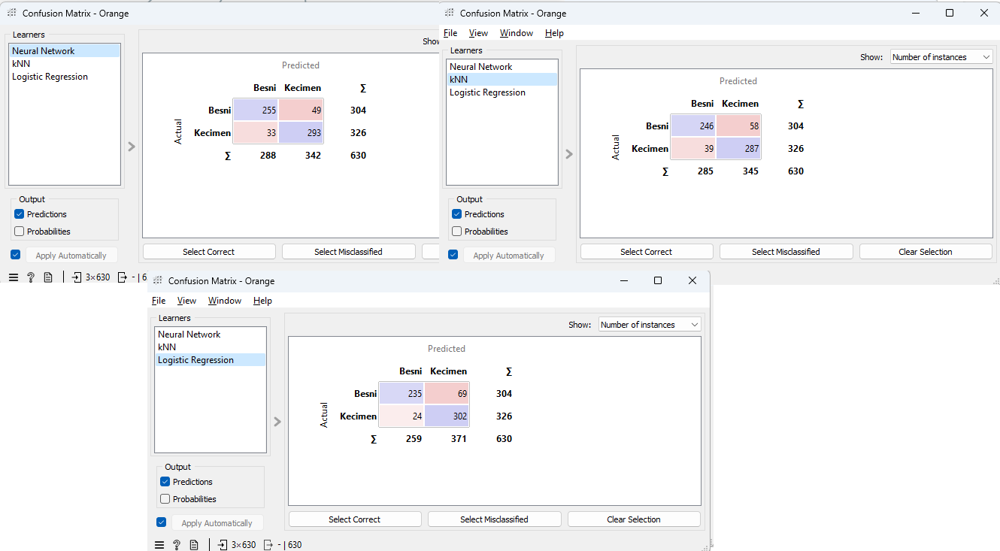 Confusion Matrix - Orange
Learners
Neural Network
kNN
Logistic Regression
Output
Predictions
Probabilities
Apply Automatically
3×630 - | 6
Predicted
Besni Kecimen Σ
Actual
Besni 255 49 304
Kecimen 33 293 326
Σ 288 342 630
Select Correct Select Misclassified
Confusion Matrix - Orange
File View Window Help
Learners
Neural Network
kNN
Logistic Regression
Output
Predictions
Probabilities
Apply Automatically
Show: Number of instances
Predicted
Besni Kecimen Σ
Actual
Besni 246 58 304
Kecimen 39 287 326
Σ 285 345 630
Select Correct Select Misclassified Clear Selection
Confusion Matrix - Orange
File View Window Help
Learners
Neural Network
kNN
Logistic Regression
Output
Predictions
Probabilities
Apply Automatically
3×630 - | 630
Show: Number of instances
Predicted
Besni Kecimen Σ
Actual
Besni 235 69 304
Kecimen 24 302 326
Σ 259 371 630
Select Correct Select Misclassified Clear Selection